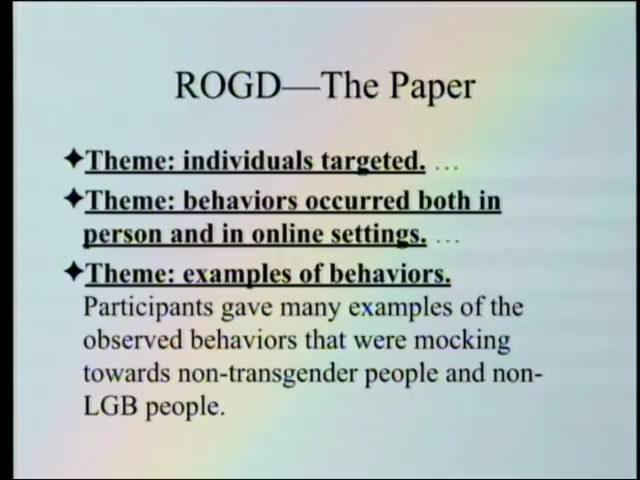 ROGD—The Paper
✦Theme: individuals targeted. …
✦Theme: behaviors occurred both in
person and in online settings. …
✦Theme: examples of behaviors.
Participants gave many examples of the
observed behaviors that were mocking
towards non-transgender people and non-
LGB people.